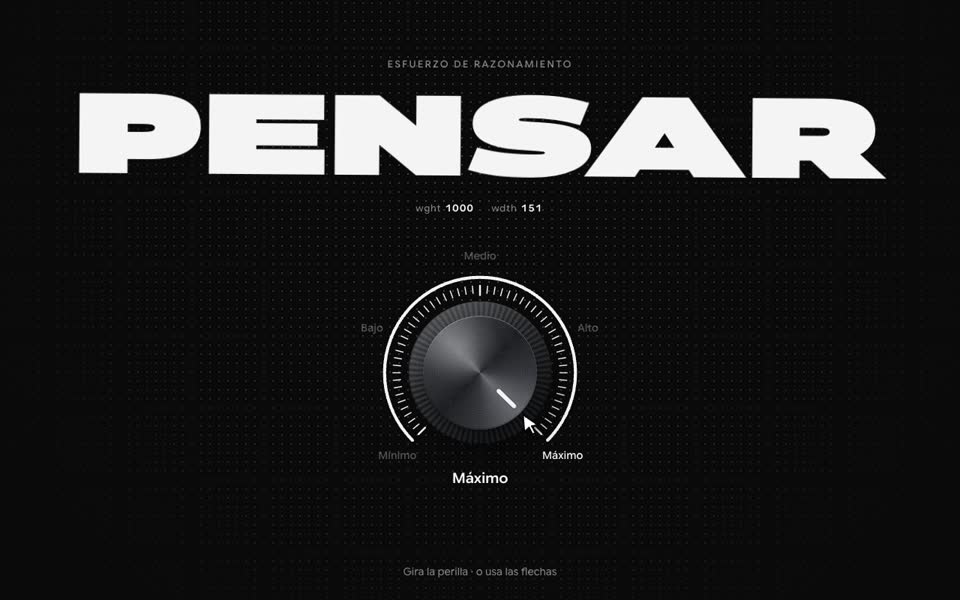 ESFUERZO DE RAZONAMIENTO
PENSAR
wght 1000 wdth 151
Medio
Bajo Alto
Mínimo Máximo
Máximo
Gira la perilla · o usa las flechas